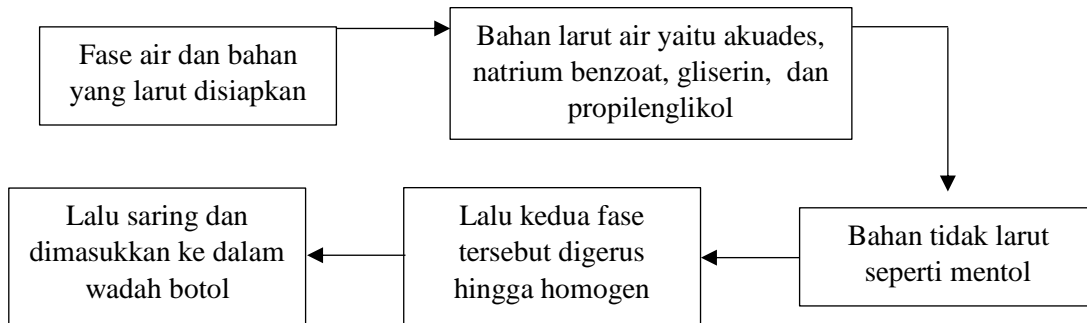 Fase air dan bahan
yang larut disiapkan
Bahan larut air yaitu akuades,
natrium benzoat, gliserin, dan
propilenglikol
Bahan tidak larut
seperti mentol
Lalu kedua fase
tersebut digerus
hingga homogen
Lalu saring dan
dimasukkan ke dalam
wadah botol